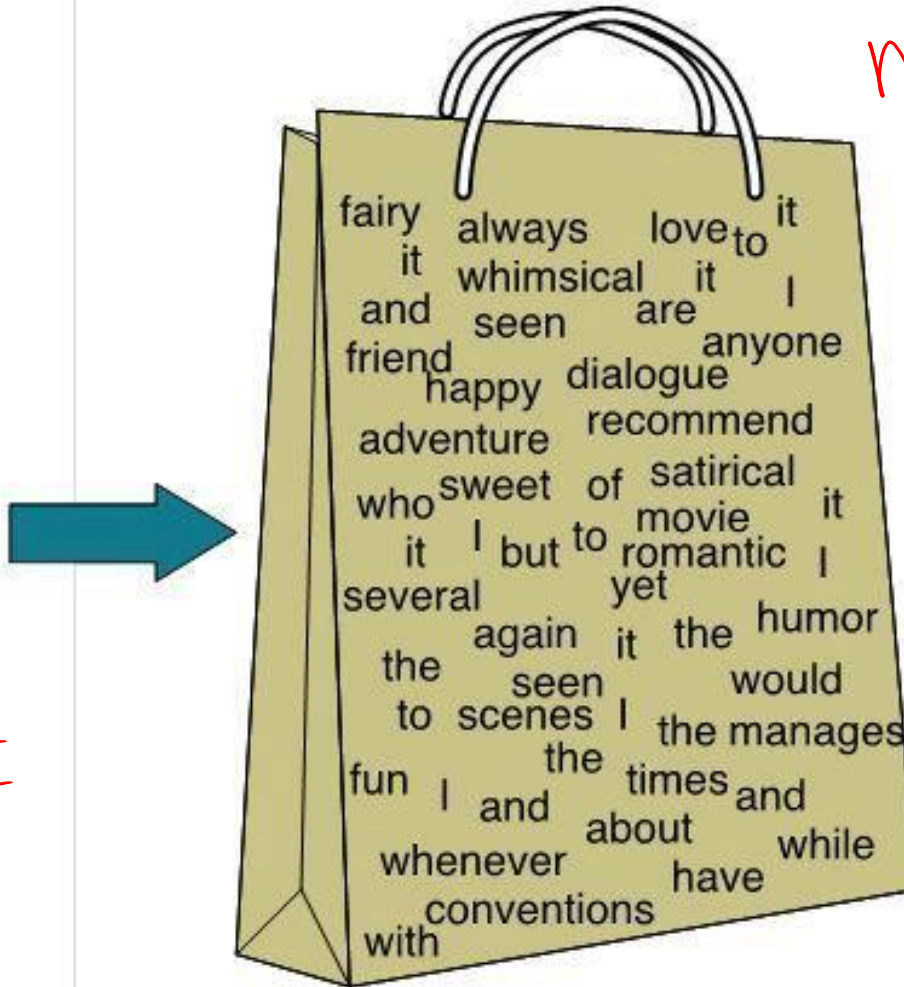 fairy always love to it
it whimsical it I
and seen are
friend anyone
happy dialogue
adventure recommend
who sweet of satirical
it I but to movie it
romantic I
several yet
again it the humor
the seen would
to scenes I the manages
fun the times
I and about and
whenever while
conventions have
with